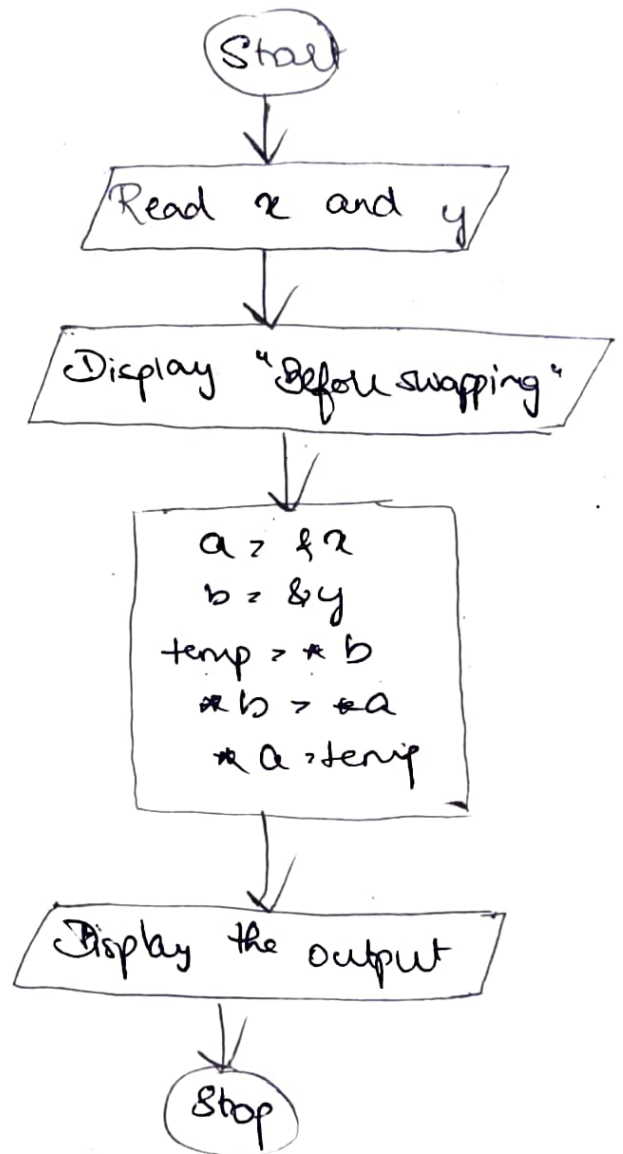 Start
Read x and y
Display "Before swapping"
a = &x
b = &y
temp = *b
*b = *a
*a = temp
Display the output
Stop